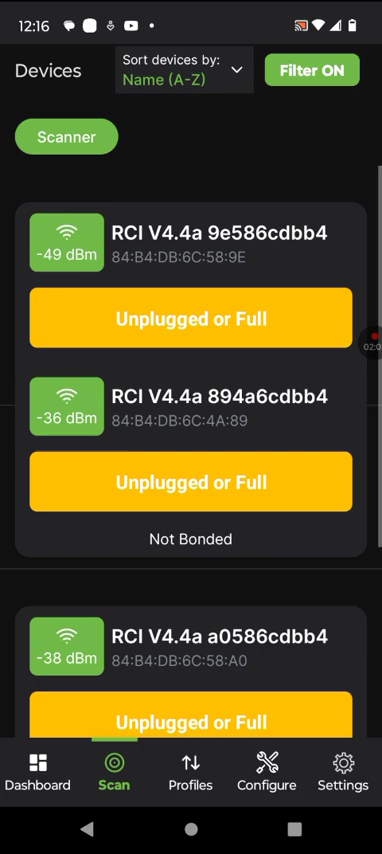 12:16
Devices
Sort devices by:
Name (A-Z)
Filter ON
Scanner
-49 dBm
RCI V4.4a 9e586cdbb4
84:B4:DB:6C:58:9E
Unplugged or Full
-36 dBm
RCI V4.4a 894a6cdbb4
84:B4:DB:6C:4A:89
Unplugged or Full
Not Bonded
-38 dBm
RCI V4.4a a0586cdbb4
84:B4:DB:6C:58:A0
Unplugged or Full
Dashboard
Scan
Profiles
Configure
Settings